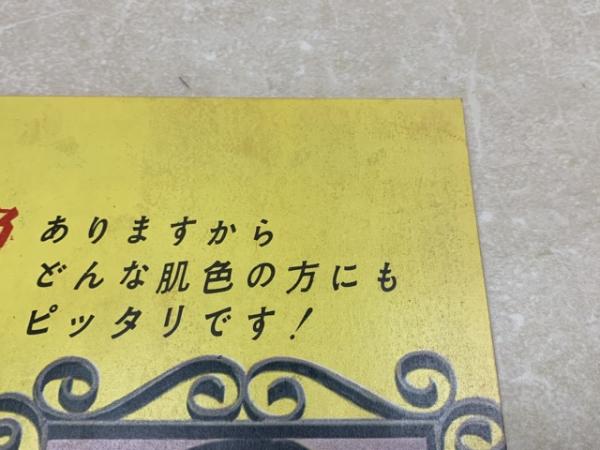 ありますから
どんな肌色の方にも
ピッタリです!